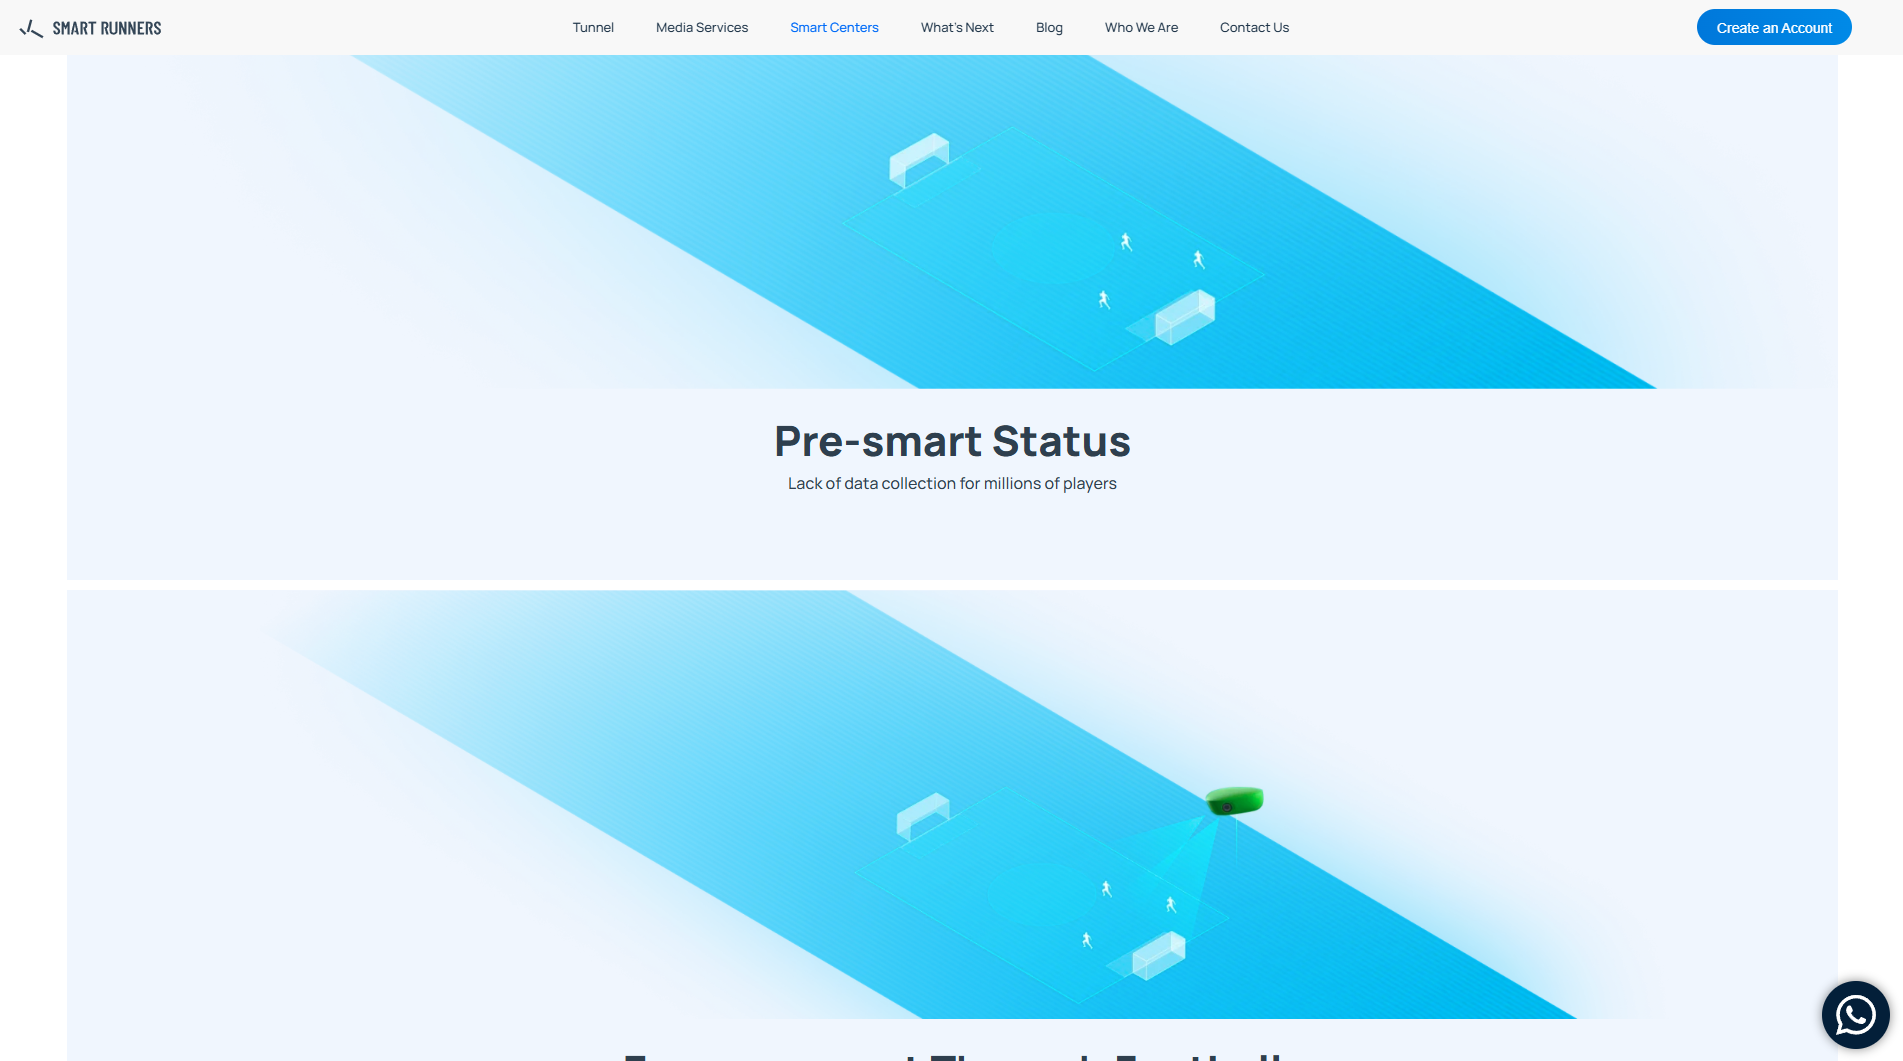 SMART RUNNERS
Tunnel
Media Services
Smart Centers
What's Next
Blog
Who We Are
Contact Us
Create an Account
Pre-smart Status
Lack of data collection for millions of players